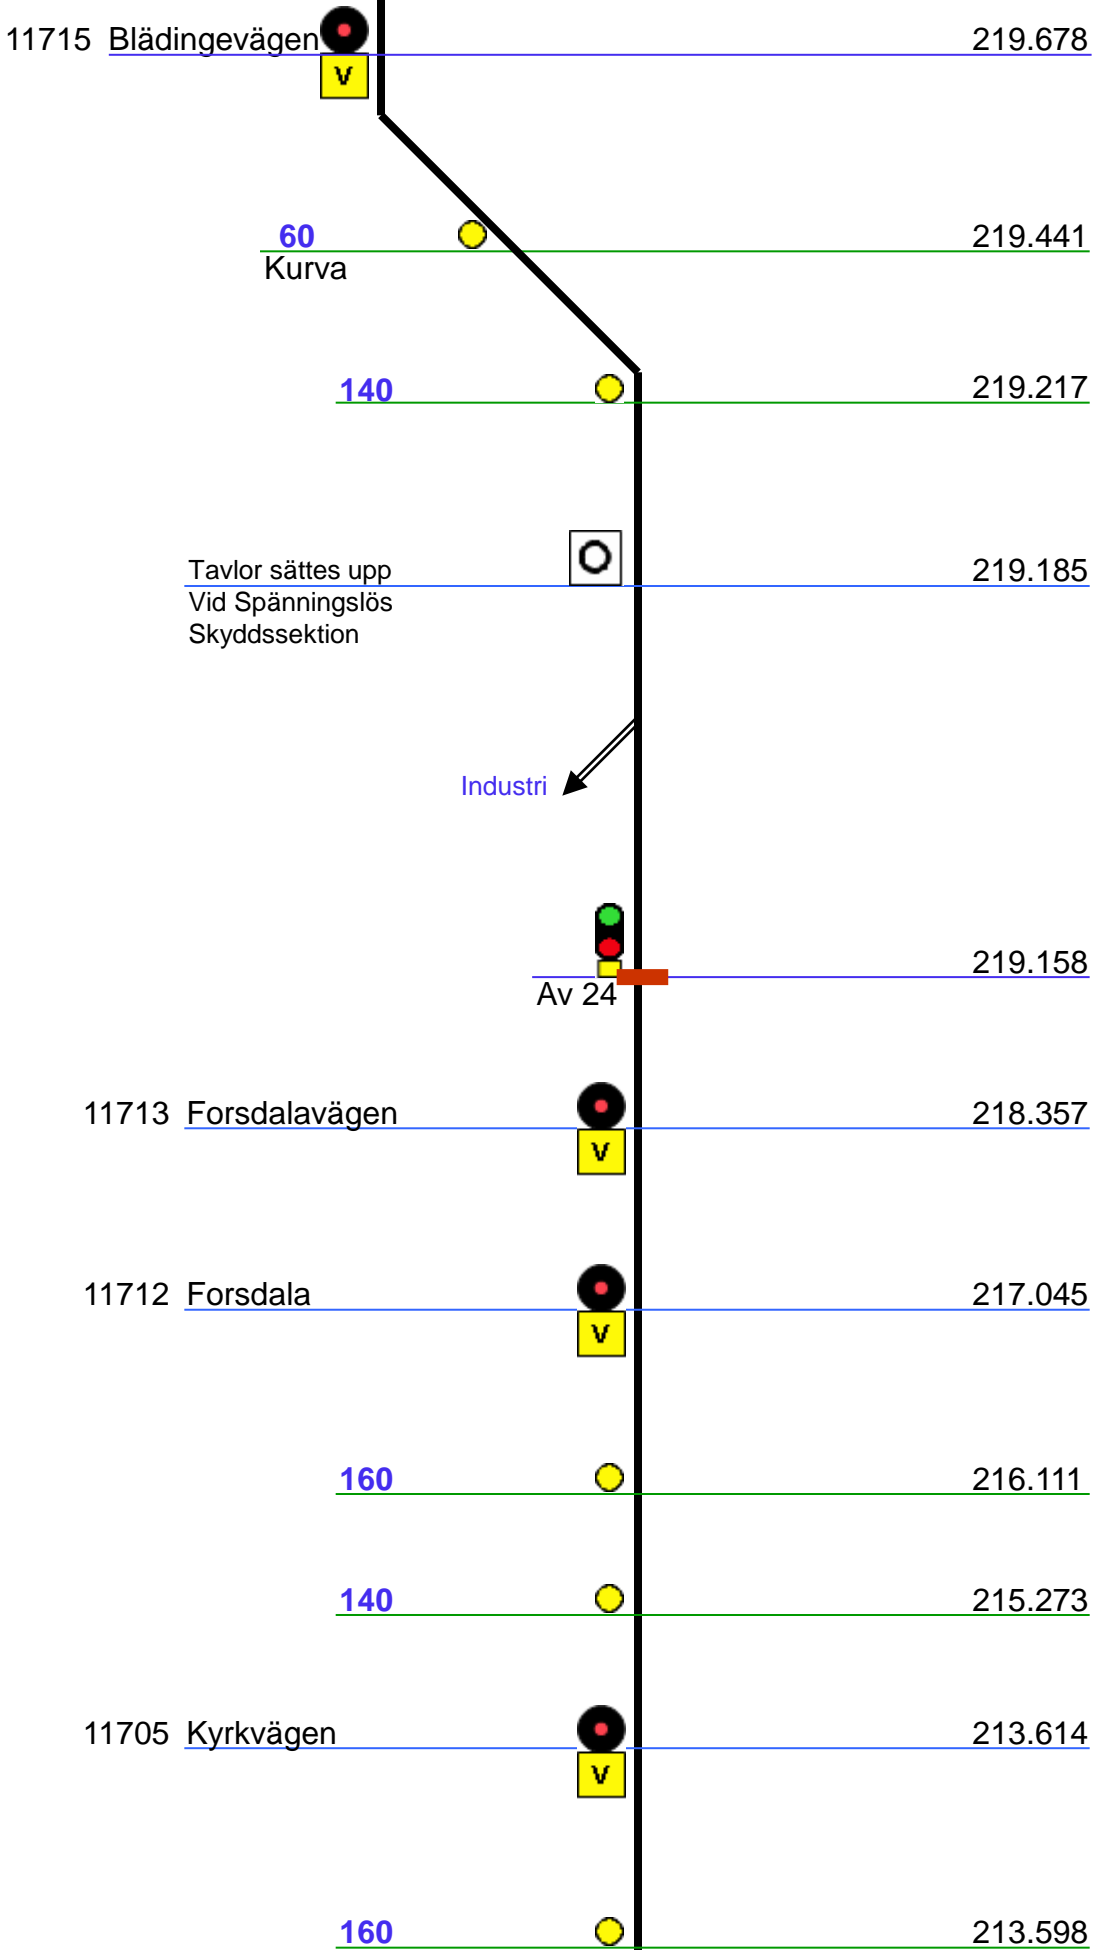 11715 Blädingevägen 219.678
V
60 219.441
Kurva
140 219.217
Tavlor sättes upp 219.185
Vid Spänningslös
Skyddssektion
Industri
219.158
Av 24
11713 Forsdalavägen 218.357
V
11712 Forsdala 217.045
V
160 216.111
140 215.273
11705 Kyrkvägen 213.614
V
160 213.598